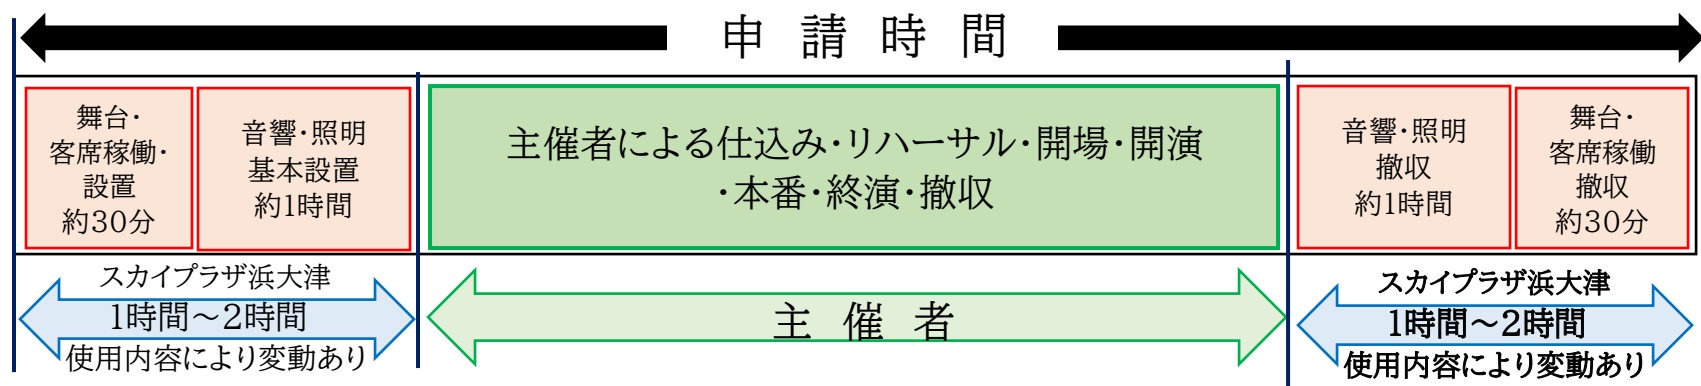 申請時間
舞台・
客席稼働・
設置
約30分
音響・照明
基本設置
約1時間
主催者による仕込み・リハーサル・開場・開演
・本番・終演・撤収
音響・照明
撤収
約1時間
舞台・
客席稼働
撤収
約30分
スカイプラザ浜大津
1時間～2時間
使用内容により変動あり
主催者
スカイプラザ浜大津
1時間～2時間
使用内容により変動あり